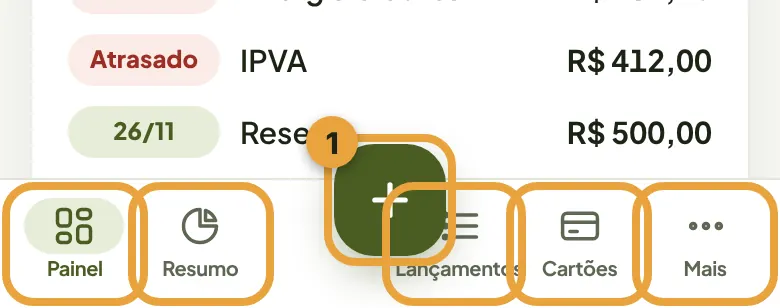 Atrasado IPVA R$ 412,00
26/11 Rese R$ 500,00
1
Painel Resumo Lançamentos Cartões Mais